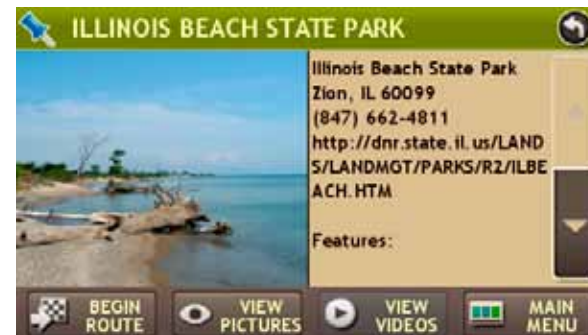 ILLINOIS BEACH STATE PARK
Illinois Beach State Park
Zion, IL 60099
(847) 662-4811
http://dnr.state.il.us/LAND
S/LANDMGT/PARKS/R2/ILBE
ACH.HTM
Features:
BEGIN
ROUTE
VIEW
PICTURES
VIEW
VIDEOS
MAIN
MENU